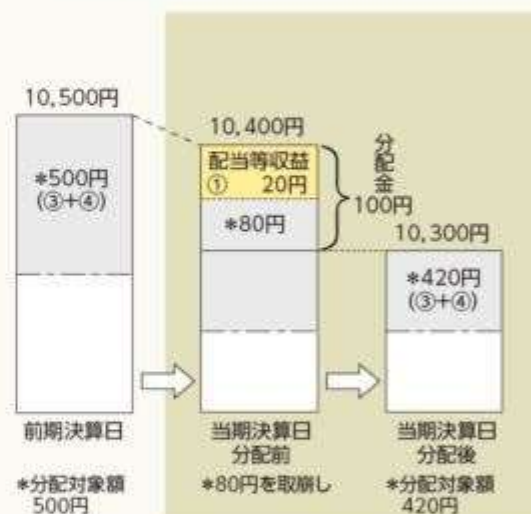 10,500円
*500円
(③+④)
前期決算日
*分配対象額
500円
10,400円
配当等収益
① 20円
*80円
分配金
100円
当期決算日
分配前
*80円を取崩し
10,300円
*420円
(③+④)
当期決算日
分配後
*分配対象額
420円